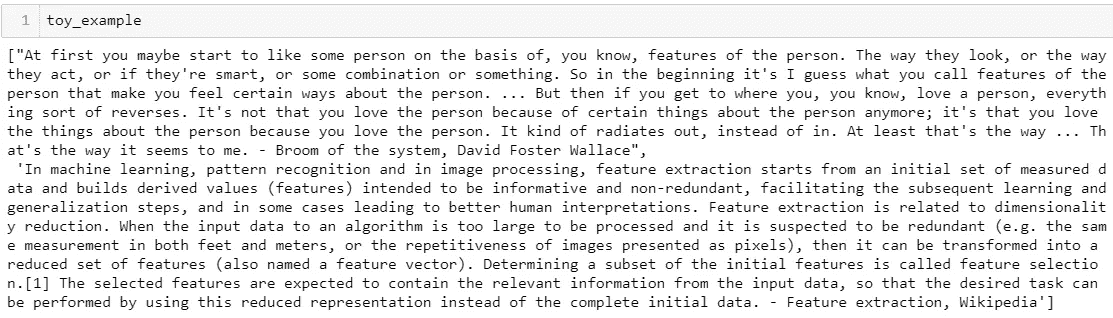 1 toy_example
["At first you maybe start to like some person on the basis of, you know, features of the person. The way they look, or the way
they act, or if they're smart, or some combination or something. So in the beginning it's I guess what you call features of the
person that make you feel certain ways about the person. ... But then if you get to where you, you know, love a person, everyth
ing sort of reverses. It's not that you love the person because of certain things about the person anymore; it's that you love
the things about the person because you love the person. It kind of radiates out, instead of in. At least that's the way ... Th
at's the way it seems to me. - Broom of the system, David Foster Wallace",
'In machine learning, pattern recognition and in image processing, feature extraction starts from an initial set of measured d
ata and builds derived values (features) intended to be informative and non-redundant, facilitating the subsequent learning and
generalization steps, and in some cases leading to better human interpretations. Feature extraction is related to dimensionalit
y reduction. When the input data to an algorithm is too large to be processed and it is suspected to be redundant (e.g. the sam
e measurement in both feet and meters, or the repetitiveness of images presented as pixels), then it can be transformed into a
reduced set of features (also named a feature vector). Determining a subset of the initial features is called feature selectio
n.[1] The selected features are expected to contain the relevant information from the input data, so that the desired task can
be performed by using this reduced representation instead of the complete initial data. - Feature extraction, Wikipedia']